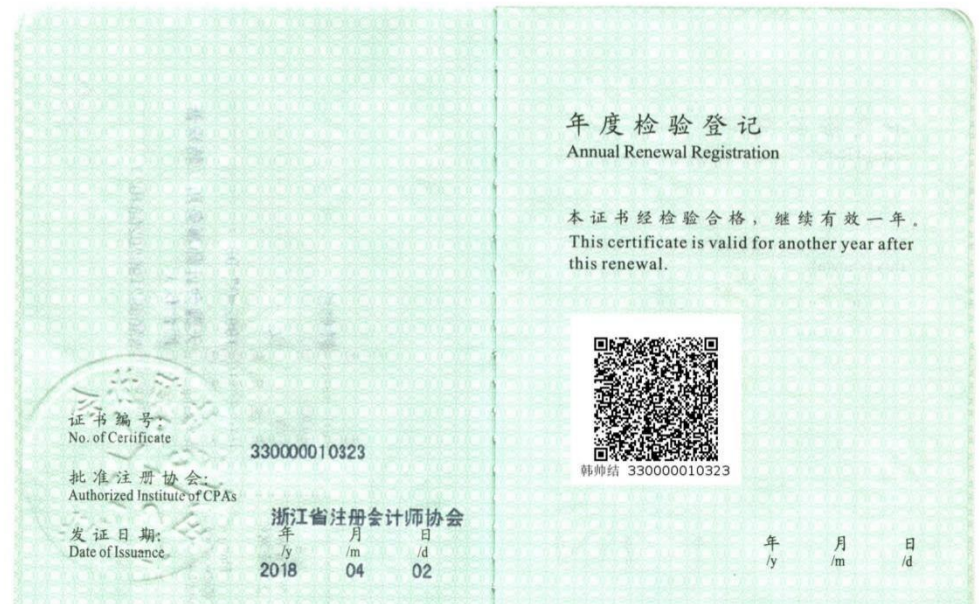 证书编号:
No. of Certificate
330000010323
批准注册协会:
Authorized Institute of CPAs
浙江省注册会计师协会
发证日期:
Date of Issuance
年 月 日
/y /m /d
2018 04 02
年度检验登记
Annual Renewal Registration
本证书经检验合格，继续有效一年。
This certificate is valid for another year after
this renewal.
韩帅结 330000010323
年 月 日
/y /m /d